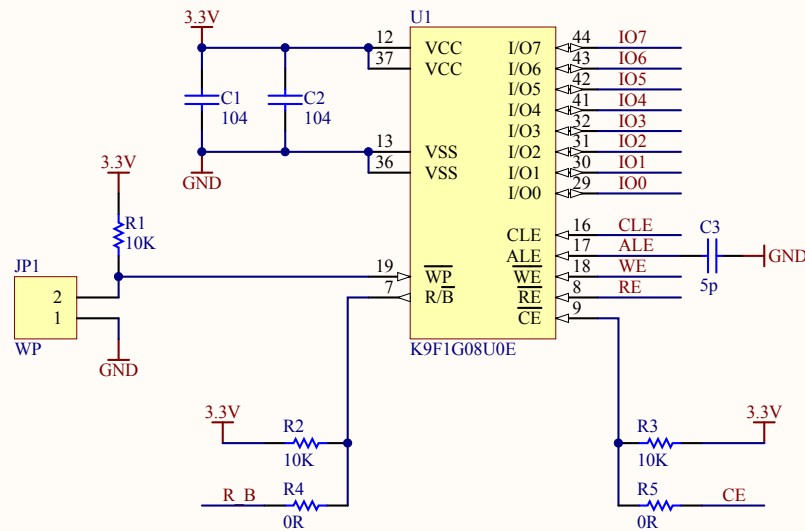 3.3V
U1
12 VCC I/O7 44 IO7
37 VCC I/O6 43 IO6
I/O5 42 IO5
C1 C2 I/O4 41 IO4
104 104 I/O3 32 IO3
13 VSS I/O2 31 IO2
36 VSS I/O1 30 IO1
GND I/O0 29 IO0
3.3V
R1
10K
CLE 16 CLE
ALE 17 ALE C3 GND
5p
JP1 19 WP WE 18 WE
2 7 R/B RE 8 RE
1 CE 9
WP
GND
K9F1G08U0E
3.3V R2 R3 3.3V
10K 10K
R_B R4 R5 CE
0R 0R